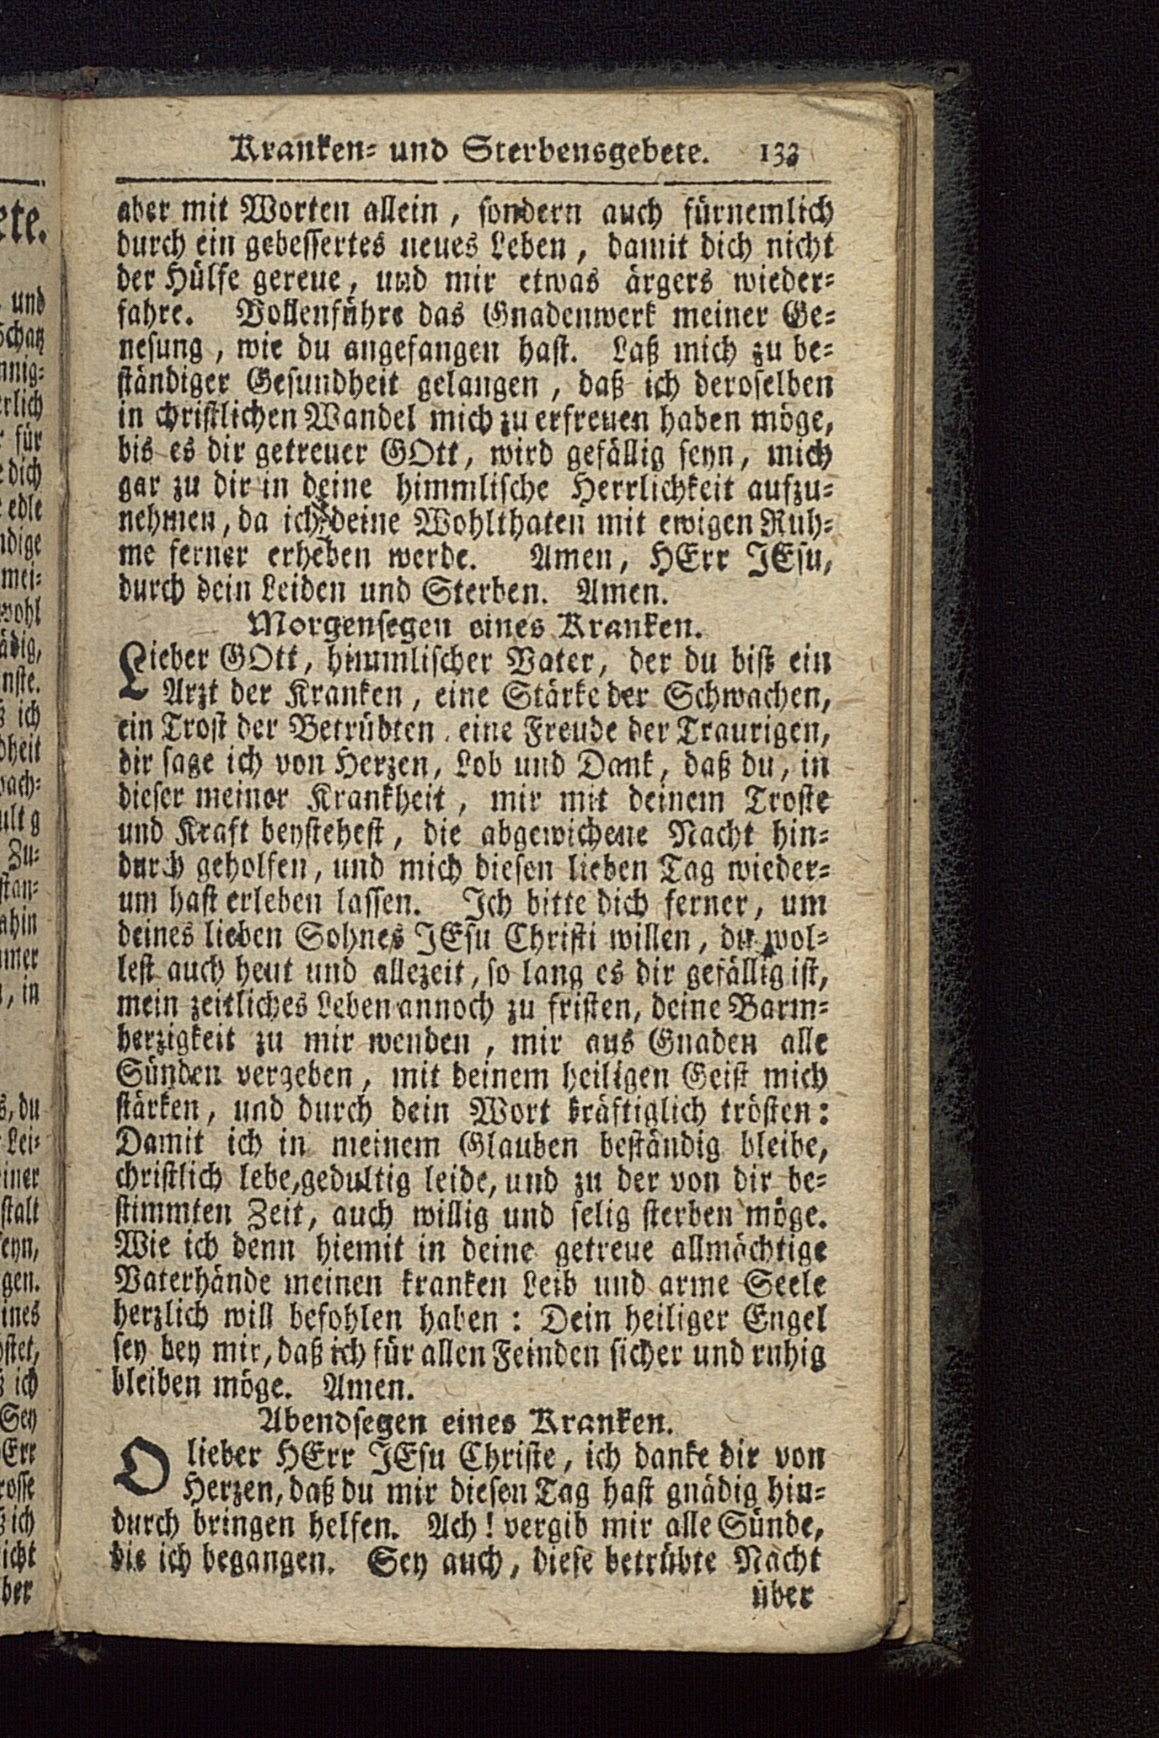 Kranken- und Sterbensgebete. 133
aber mit Worten allein, sondern auch fürnemlich
durch ein gebessertes neues Leben, damit dich nicht
der Hülfe gereue, und mir etwas ärgers wieder-
fahre. Vollenführe das Gnadenwerk meiner Ge-
nesung, wie du angefangen hast. Laß mich zu be-
ständiger Gesundheit gelangen, daß ich deroselben
in christlichen Wandel mich zu erfreuen haben möge,
bis es dir getreuer GOtt, wird gefällig seyn, mich
gar zu dir in deine himmlische Herrlichkeit aufzu-
nehmen, da ich deine Wohlthaten mit ewigen Ruh-
me ferner erheben werde. Amen, HErr JEsu,
durch dein Leiden und Sterben. Amen.
Morgensegen eines Kranken.
Lieber GOtt, himmlischer Vater, der du bist ein
Arzt der Kranken, eine Stärke der Schwachen,
ein Trost der Betrübten, eine Freude der Traurigen,
dir sage ich von Herzen, Lob und Dank, daß du, in
dieser meiner Krankheit, mir mit deinem Troste
und Kraft beystehest, die abgewichene Nacht hin-
durch geholfen, und mich diesen lieben Tag wieder-
um hast erleben lassen. Ich bitte dich ferner, um
deines lieben Sohnes JEsu Christi willen, du wol-
lest auch heut und allezeit, so lang es dir gefällig ist,
mein zeitliches Leben annoch zu fristen, deine Barm-
herzigkeit zu mir wenden, mir aus Gnaden alle
Sünden vergeben, mit deinem heiligen Geist mich
stärken, und durch dein Wort kräftiglich trösten:
Damit ich in meinem Glauben beständig bleibe,
christlich lebe, gedultig leide, und zu der von dir be-
stimmten Zeit, auch willig und selig sterben möge.
Wie ich denn hiemit in deine getreue allmächtige
Vaterhände meinen kranken Leib und arme Seele
herzlich will befohlen haben: Dein heiliger Engel
sey bey mir, daß ich für allen Feinden sicher und ruhig
bleiben möge. Amen.
Abendsegen eines Kranken.
O lieber HErr JEsu Christe, ich danke dir von
Herzen, daß du mir diesen Tag hast gnädig hin-
durch bringen helfen. Ach! vergib mir alle Sünde,
die ich begangen. Sey auch, diese betrübte Nacht
über